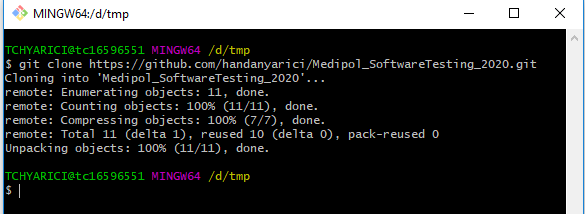 MINGW64:/d/tmp
TCHYARICI@tc16596551 MINGW64 /d/tmp
$ git clone https://github.com/handanyarici/Medipol_SoftwareTesting_2020.git
Cloning into 'Medipol_SoftwareTesting_2020'...
remote: Enumerating objects: 11, done.
remote: Counting objects: 100% (11/11), done.
remote: Compressing objects: 100% (7/7), done.
remote: Total 11 (delta 1), reused 10 (delta 0), pack-reused 0
Unpacking objects: 100% (11/11), done.
TCHYARICI@tc16596551 MINGW64 /d/tmp
$